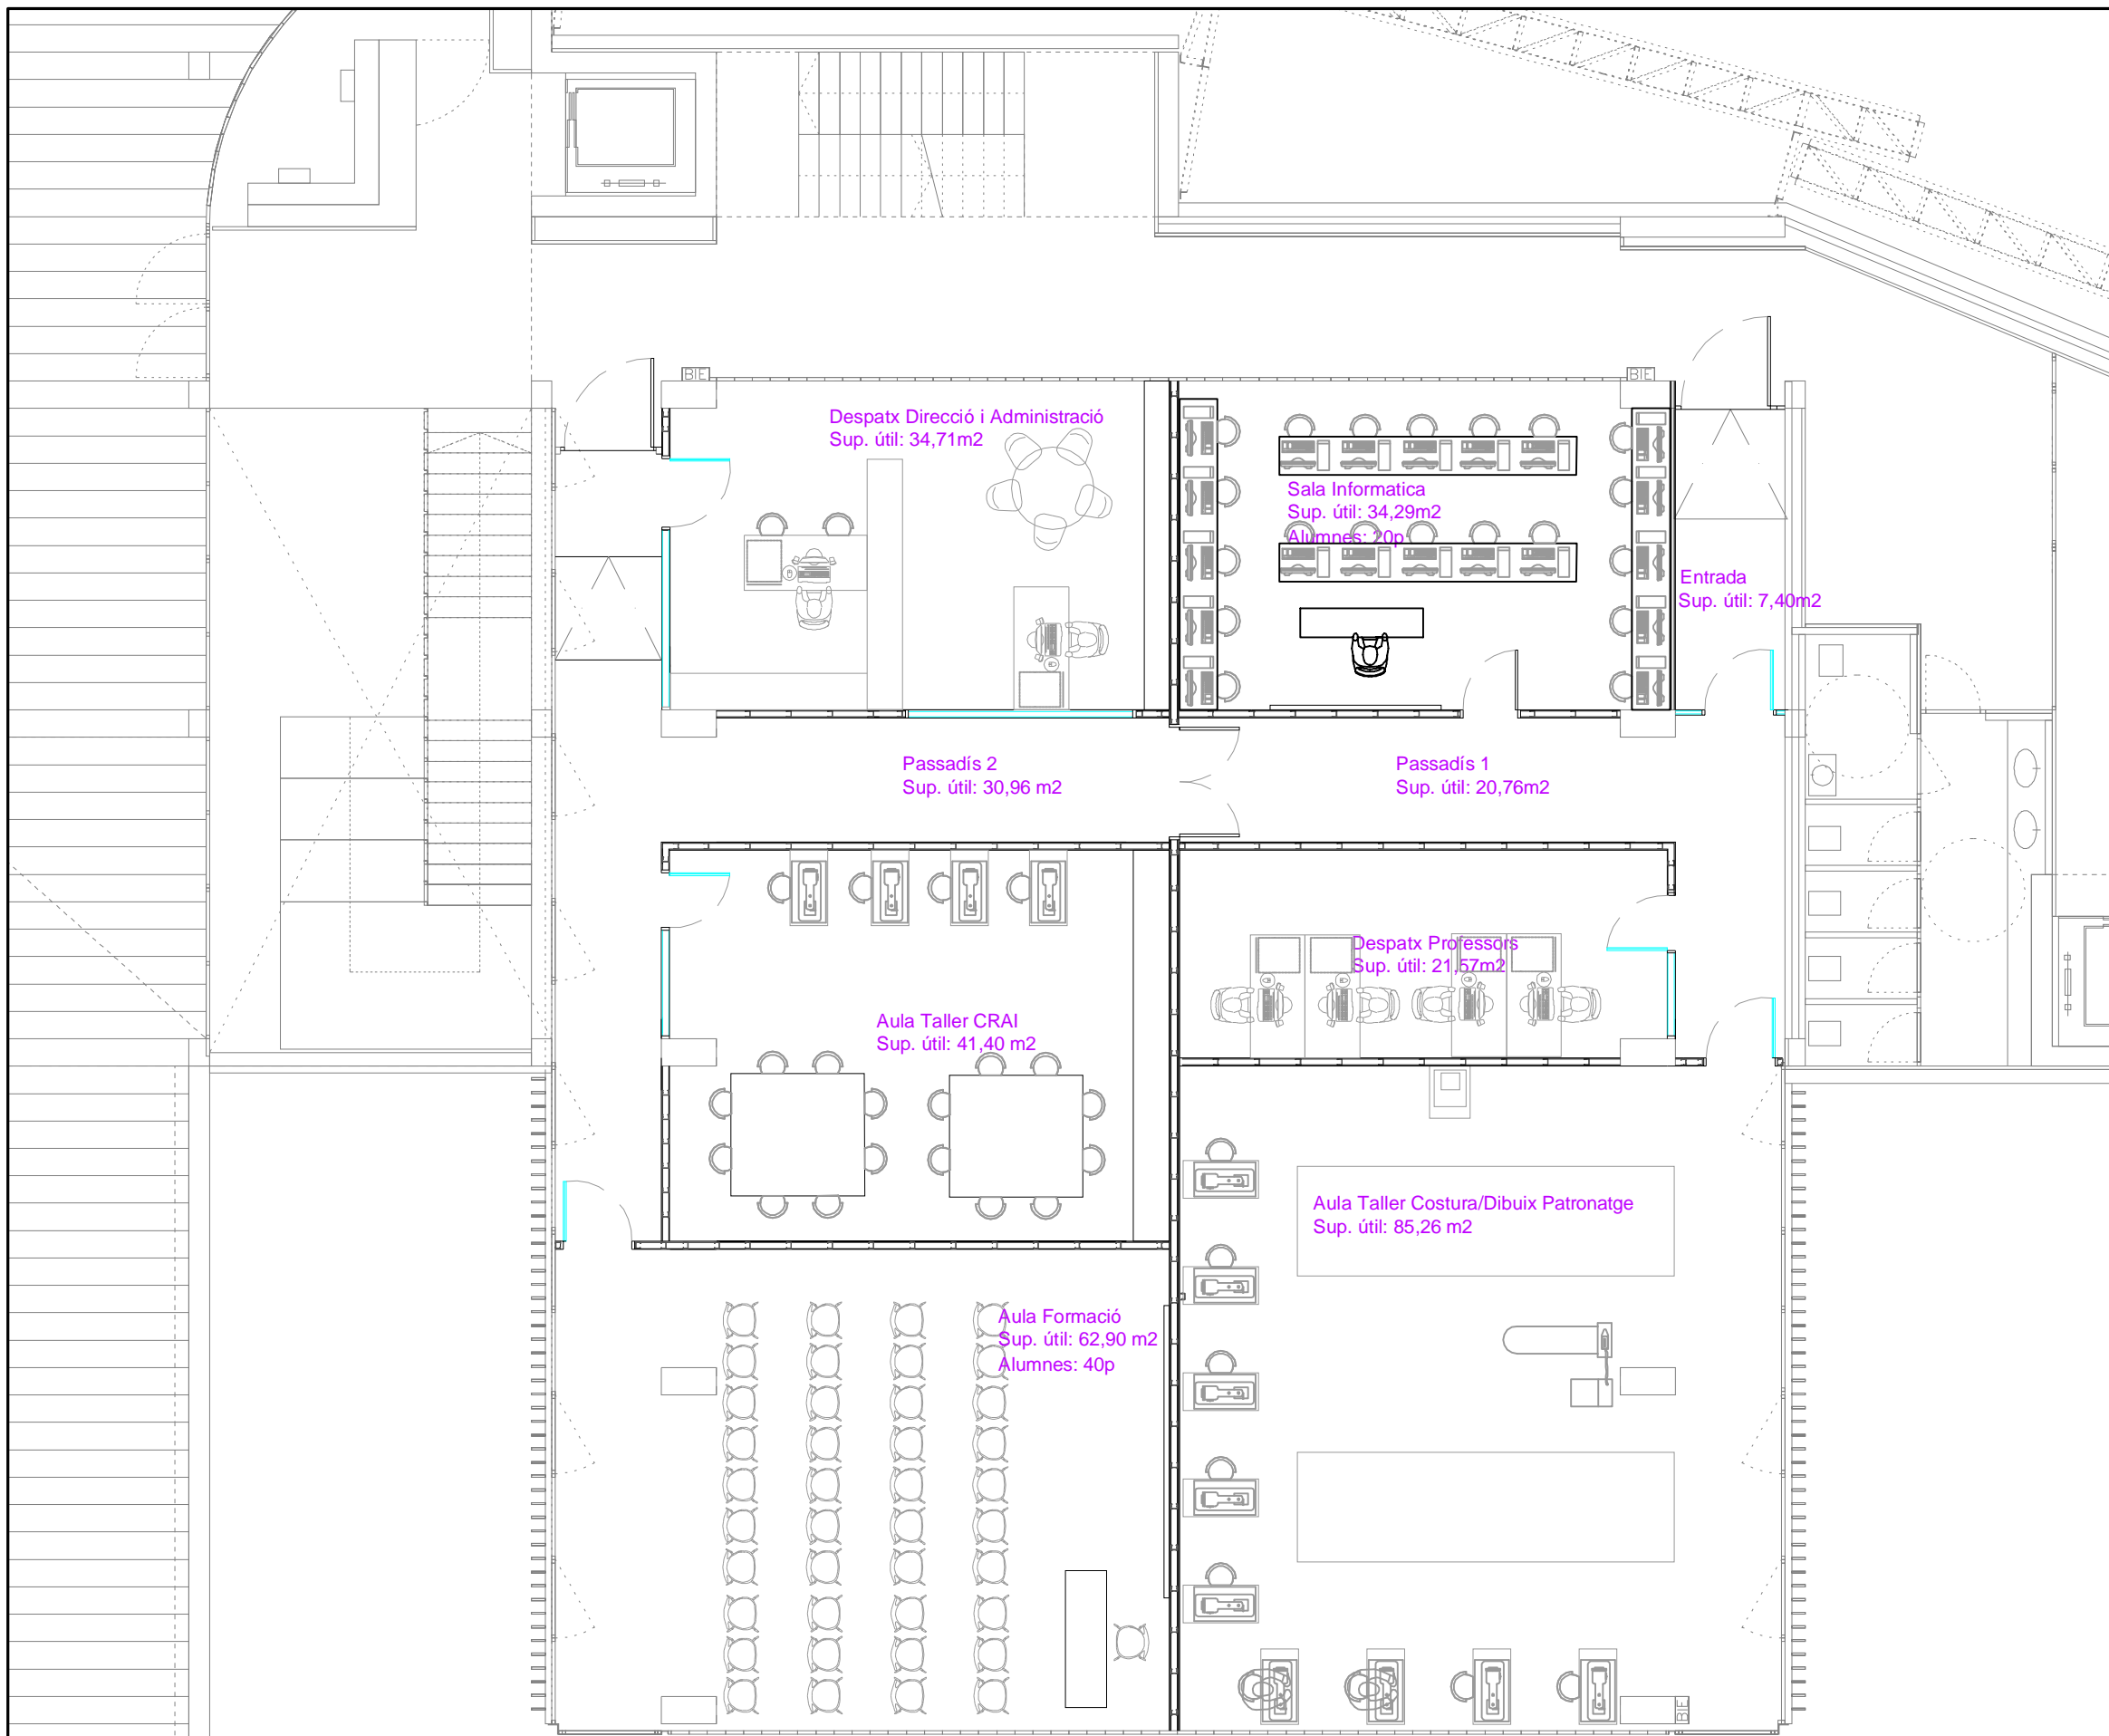 BIE
BIE
Despatx Direcció i Administració
Sup. útil: 34,71m2
Sala Informatica
Sup. útil: 34,29m2
Alumnes: 20p
Entrada
Sup. útil: 7,40m2
Passadís 2
Sup. útil: 30,96 m2
Passadís 1
Sup. útil: 20,76m2
Despatx Professors
Sup. útil: 21,57m2
Aula Taller CRAI
Sup. útil: 41,40 m2
Aula Taller Costura/Dibuix Patronatge
Sup. útil: 85,26 m2
Aula Formació
Sup. útil: 62,90 m2
Alumnes: 40p
BIE